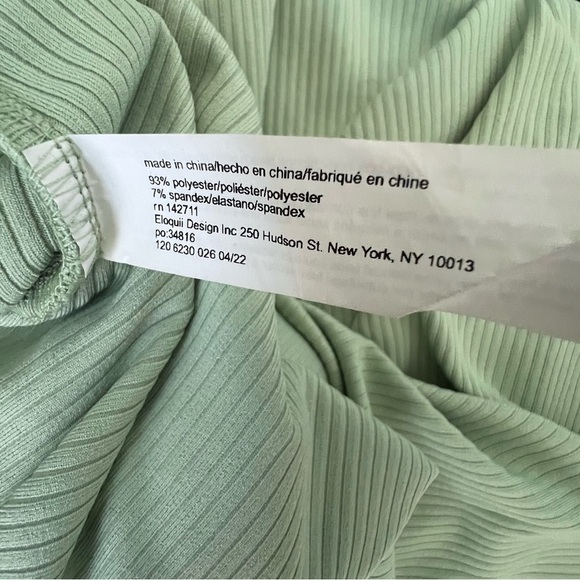 made in china/hecho en china/fabriqué en chine
93% polyester/poliéster/polyester
7% spandex/elastano/spandex
rn 142711
Eloquii Design Inc 250 Hudson St. New York, NY 10013
po:34816
120 6230 026 04/22